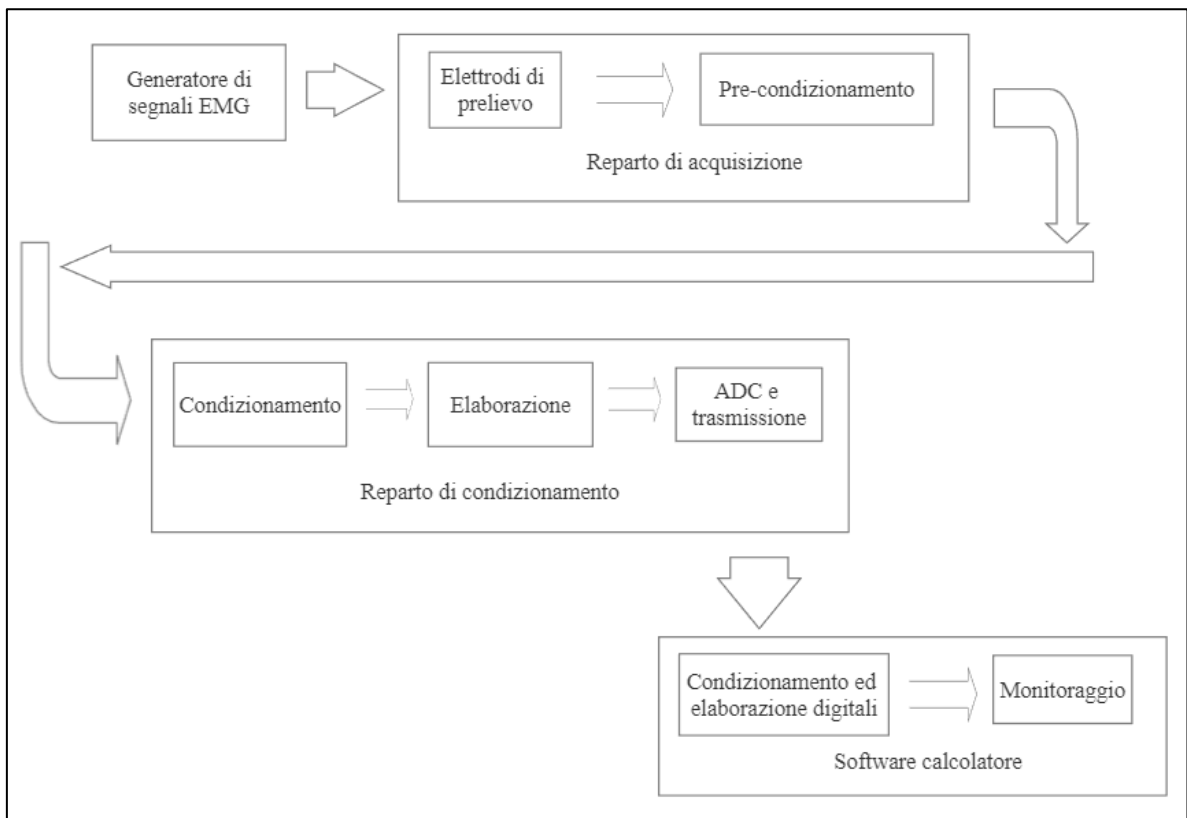 Generatore di
segnali EMG
Elettrodi di
prelievo
Pre-condizionamento
Reparto di acquisizione
Condizionamento
Elaborazione
ADC e
trasmissione
Reparto di condizionamento
Condizionamento ed
elaborazione digitali
Monitoraggio
Software calcolatore